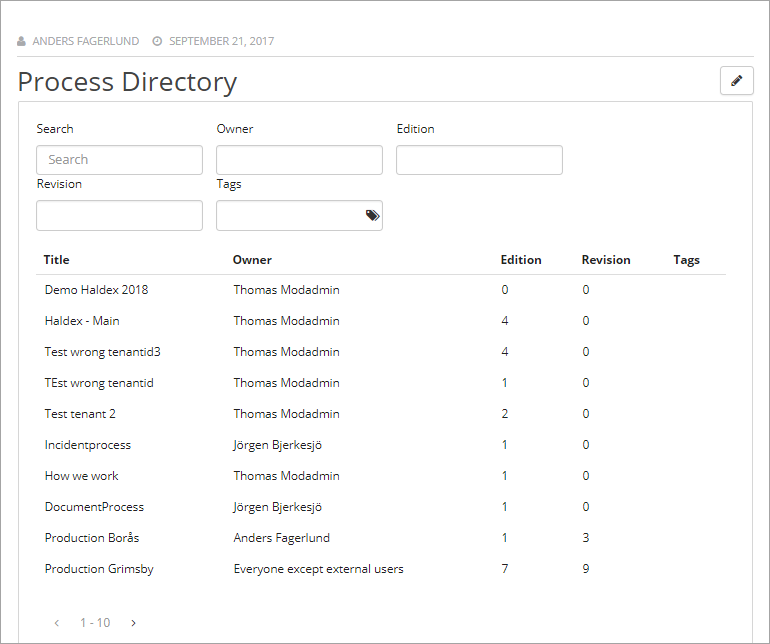 ANDERS FAGERLUND SEPTEMBER 21, 2017
Process Directory
Search Owner Edition
Search
Revision Tags
Title Owner Edition Revision Tags
Demo Haldex 2018 Thomas Modadmin 0 0
Haldex - Main Thomas Modadmin 4 0
Test wrong tenantid3 Thomas Modadmin 4 0
TEst wrong tenantid Thomas Modadmin 1 0
Test tenant 2 Thomas Modadmin 2 0
Incidentprocess Jörgen Bjerkesjö 1 0
How we work Thomas Modadmin 1 0
DocumentProcess Jörgen Bjerkesjö 1 0
Production Borås Anders Fagerlund 1 3
Production Grimsby Everyone except external users 7 9
‹ 1 - 10 ›